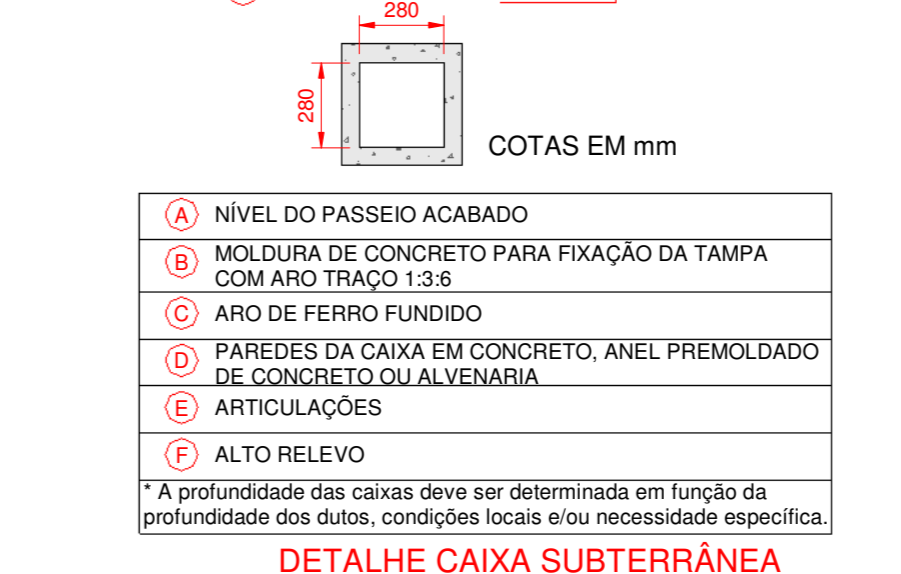 280
280
COTAS EM mm
A NÍVEL DO PASSEIO ACABADO
B MOLDURA DE CONCRETO PARA FIXAÇÃO DA TAMPA
COM ARO TRAÇO 1:3:6
C ARO DE FERRO FUNDIDO
D PAREDES DA CAIXA EM CONCRETO, ANEL PREMOLDADO
DE CONCRETO OU ALVENARIA
E ARTICULAÇÕES
F ALTO RELEVO
* A profundidade das caixas deve ser determinada em função da
profundidade dos dutos, condições locais e/ou necessidade específica.
DETALHE CAIXA SUBTERRÂNEA